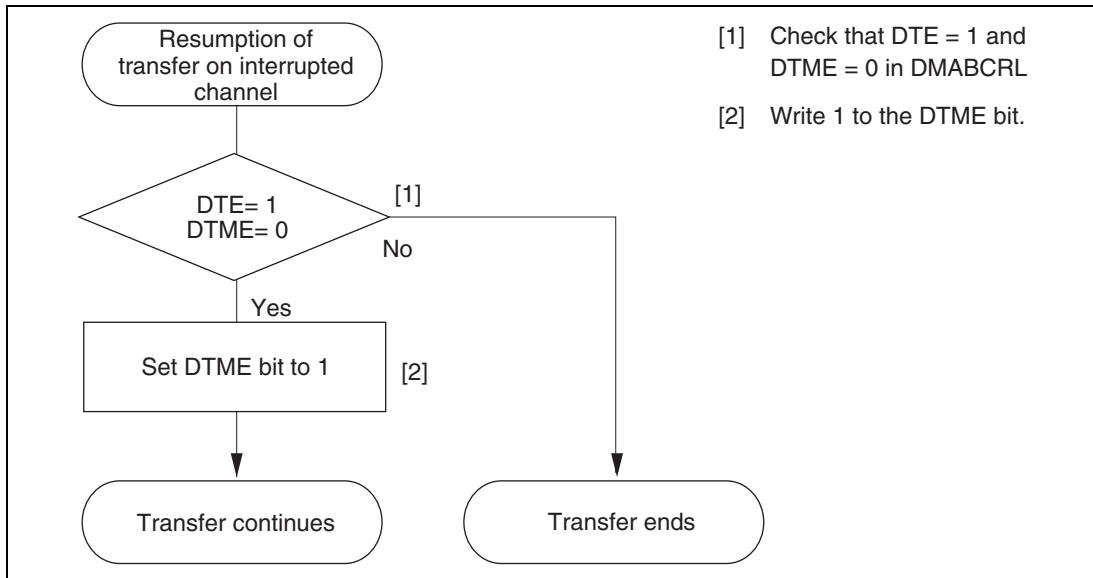 Resumption of
transfer on interrupted
channel
[1] Check that DTE = 1 and
DTME = 0 in DMABCRL
[2] Write 1 to the DTME bit.
DTE= 1
DTME= 0
[1]
No
Yes
Set DTME bit to 1
[2]
Transfer continues
Transfer ends